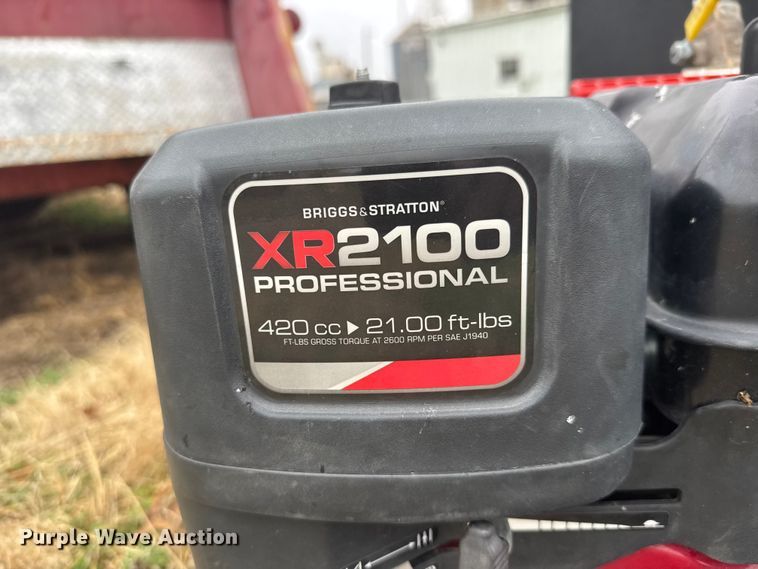 BRIGGS & STRATTON®
XR2100
PROFESSIONAL
420 cc ▶ 21.00 ft-lbs
FT-LBS GROSS TORQUE AT 2600 RPM PER SAE J1940
Purple Wave Auction